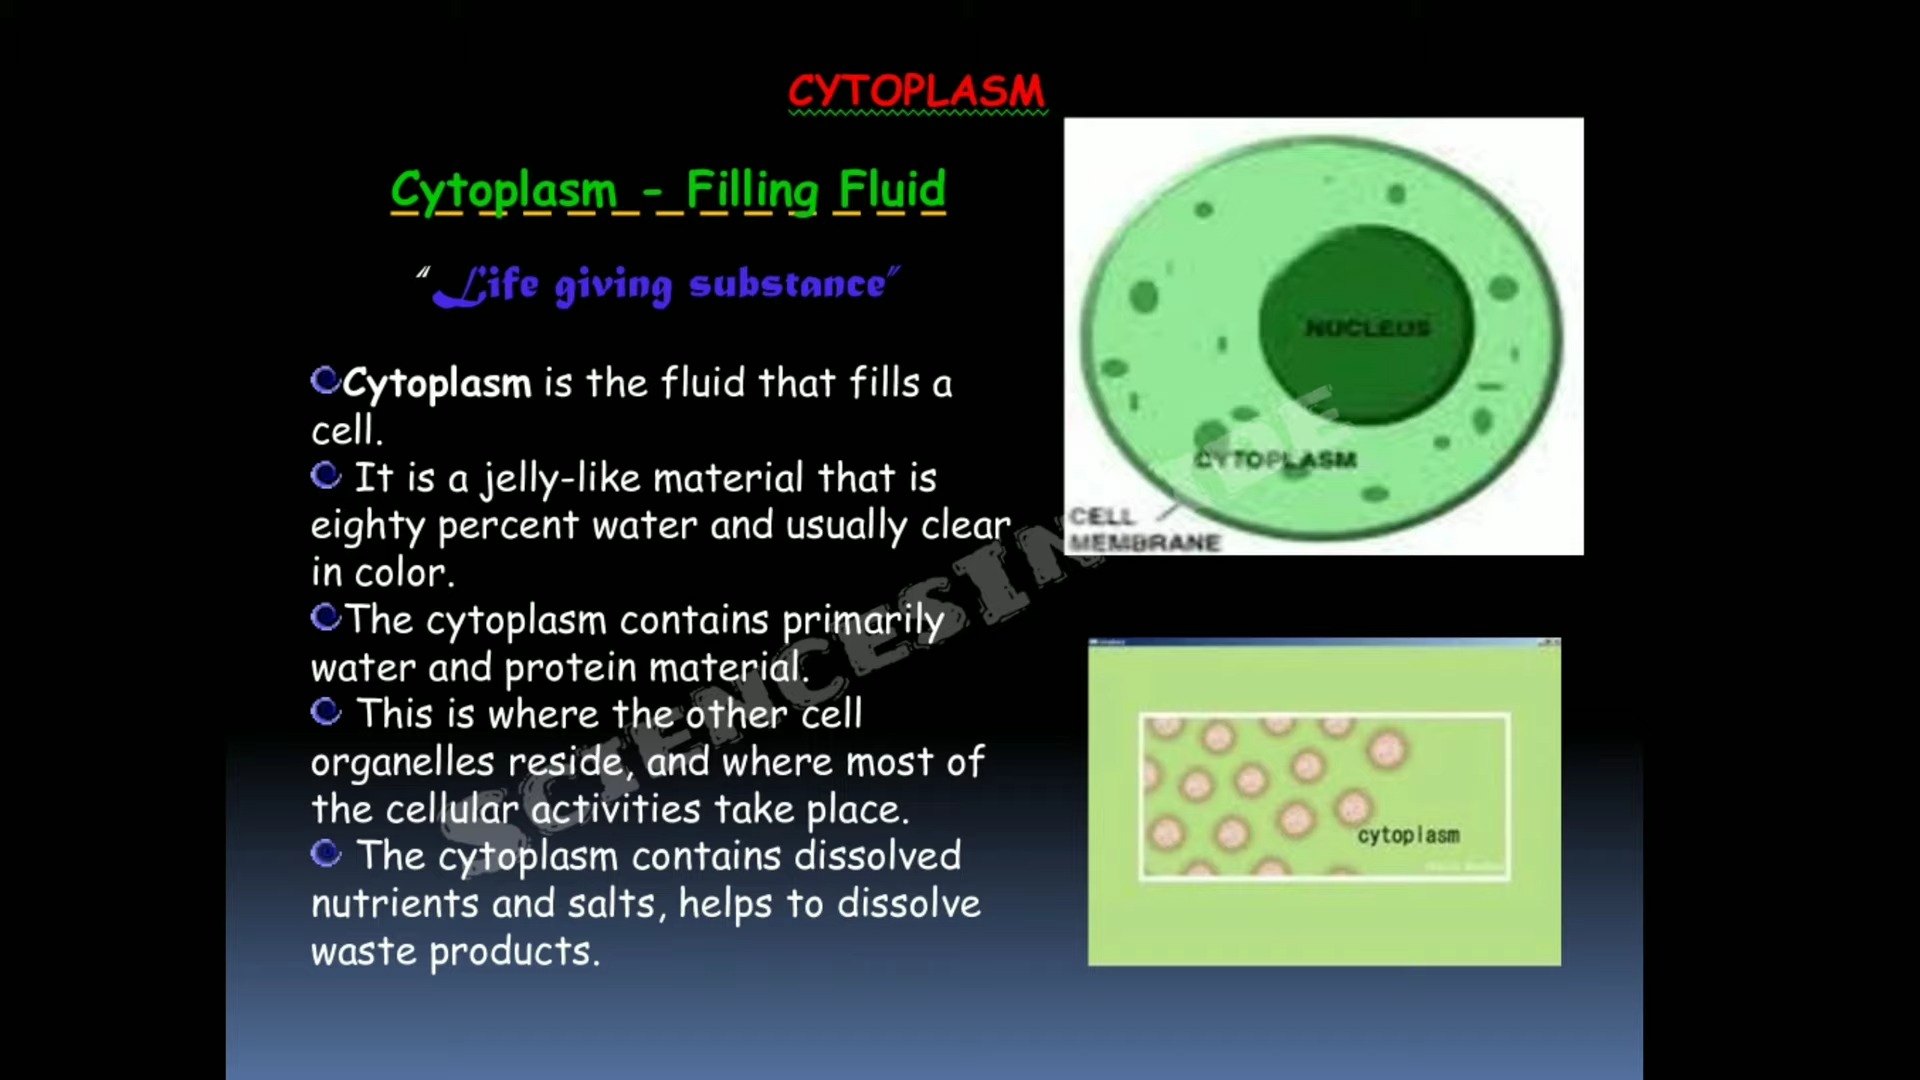 CYTOPLASM
Cytoplasm - Filling Fluid
"Life giving substance"
Cytoplasm is the fluid that fills a
cell.
It is a jelly-like material that is
eighty percent water and usually clear
in color.
The cytoplasm contains primarily
water and protein material.
This is where the other cell
organelles reside, and where most of
the cellular activities take place.
The cytoplasm contains dissolved
nutrients and salts, helps to dissolve
waste products.
NUCLEUS
CYTOPLASM
CELL
MEMBRANE
cytoplasm